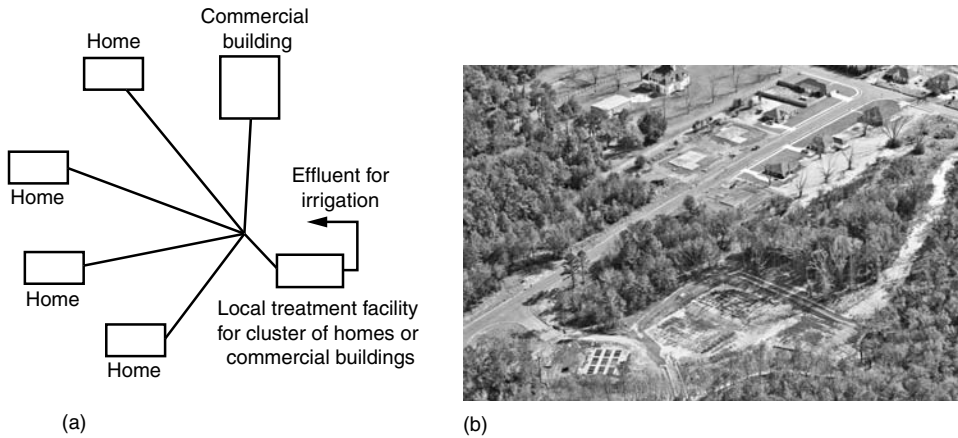 Commercial
building
Home
Home
Effluent for
irrigation
Home
Local treatment facility
for cluster of homes or
commercial buildings
Home
(a)
(b)